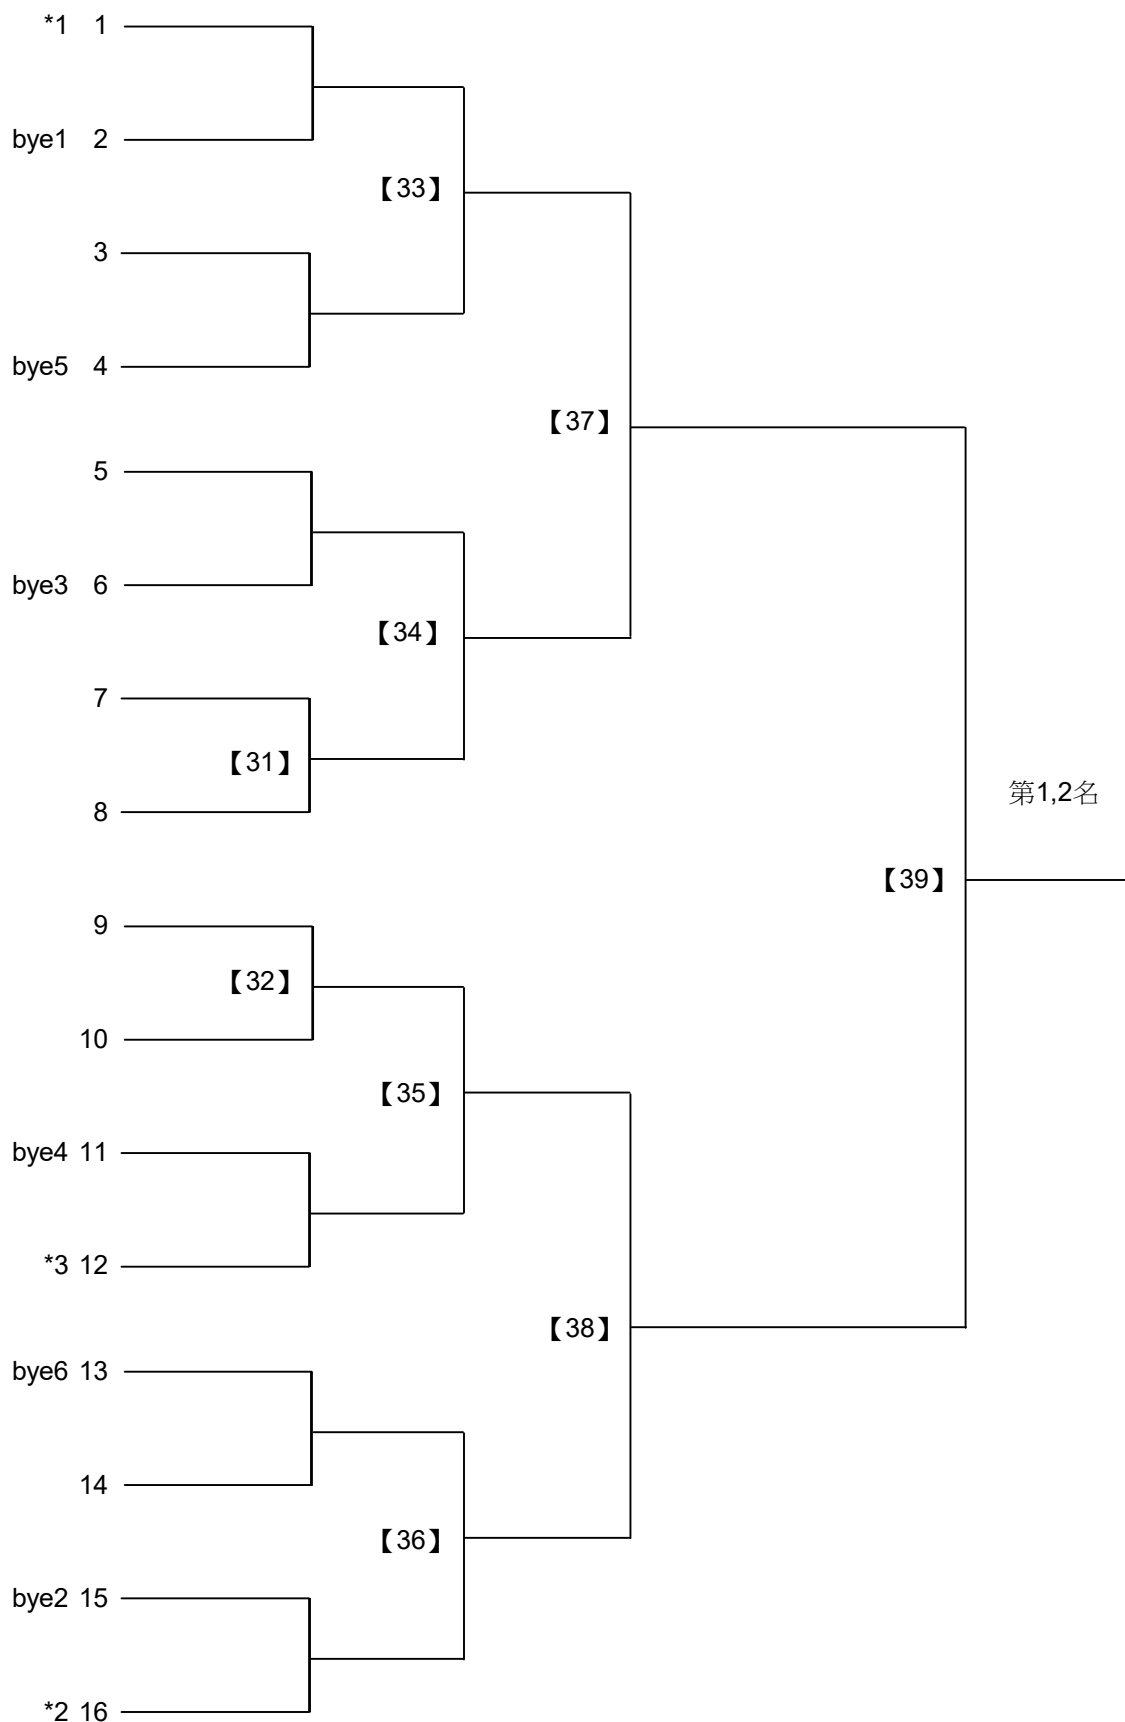 *1 1
bye1 2
【33】
3
bye5 4
【37】
5
bye3 6
【34】
7
【31】
8
第1,2名
【39】
9
【32】
10
【35】
bye4 11
*3 12
【38】
bye6 13
14
【36】
bye2 15
*2 16